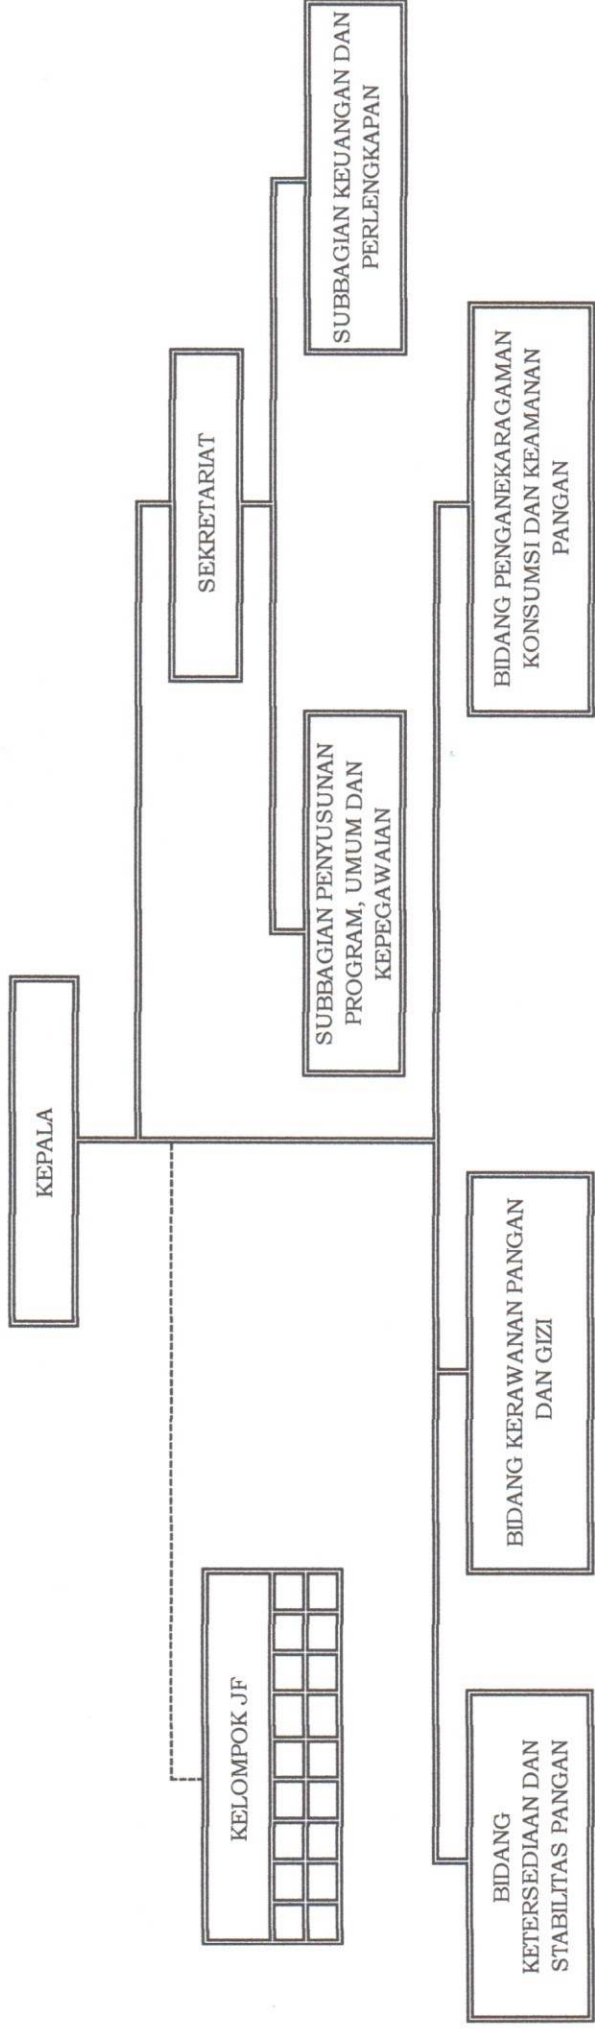 KEPALA
SEKRETARIAT
KELOMPOK JF
SUBBAGIAN PENYUSUNAN
PROGRAM, UMUM DAN
KEPEGAWAIAN
SUBBAGIAN KEUANGAN DAN
PERLENGKAPAN
BIDANG
KETERSEDIAAN DAN
STABILITAS PANGAN
BIDANG KERAWANAN PANGAN
DAN GIZI
BIDANG PENGANEKARAGAMAN
KONSUMSI DAN KEAMANAN
PANGAN